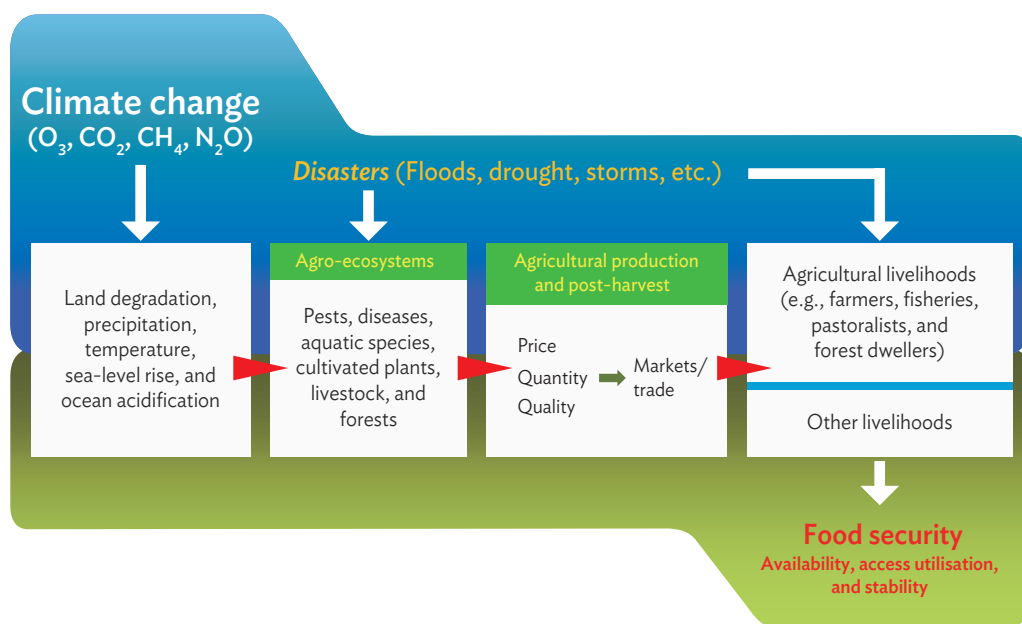 Climate change
(O₃, CO₂, CH₄, N₂O)
Disasters (Floods, drought, storms, etc.)
Land degradation,
precipitation,
temperature,
sea-level rise, and
ocean acidification
Agro-ecosystems
Pests, diseases,
aquatic species,
cultivated plants,
livestock, and
forests
Agricultural production
and post-harvest
Price
Quantity
Quality
Markets/
trade
Agricultural livelihoods
(e.g., farmers, fisheries,
pastoralists, and
forest dwellers)
Other livelihoods
Food security
Availability, access utilisation,
and stability